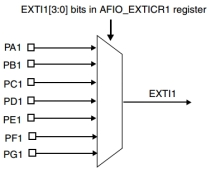 EXTI1[3:0] bits in AFIO_EXTICR1 register
PA1
PB1
PC1
PD1
PE1
PF1
PG1
EXTI1